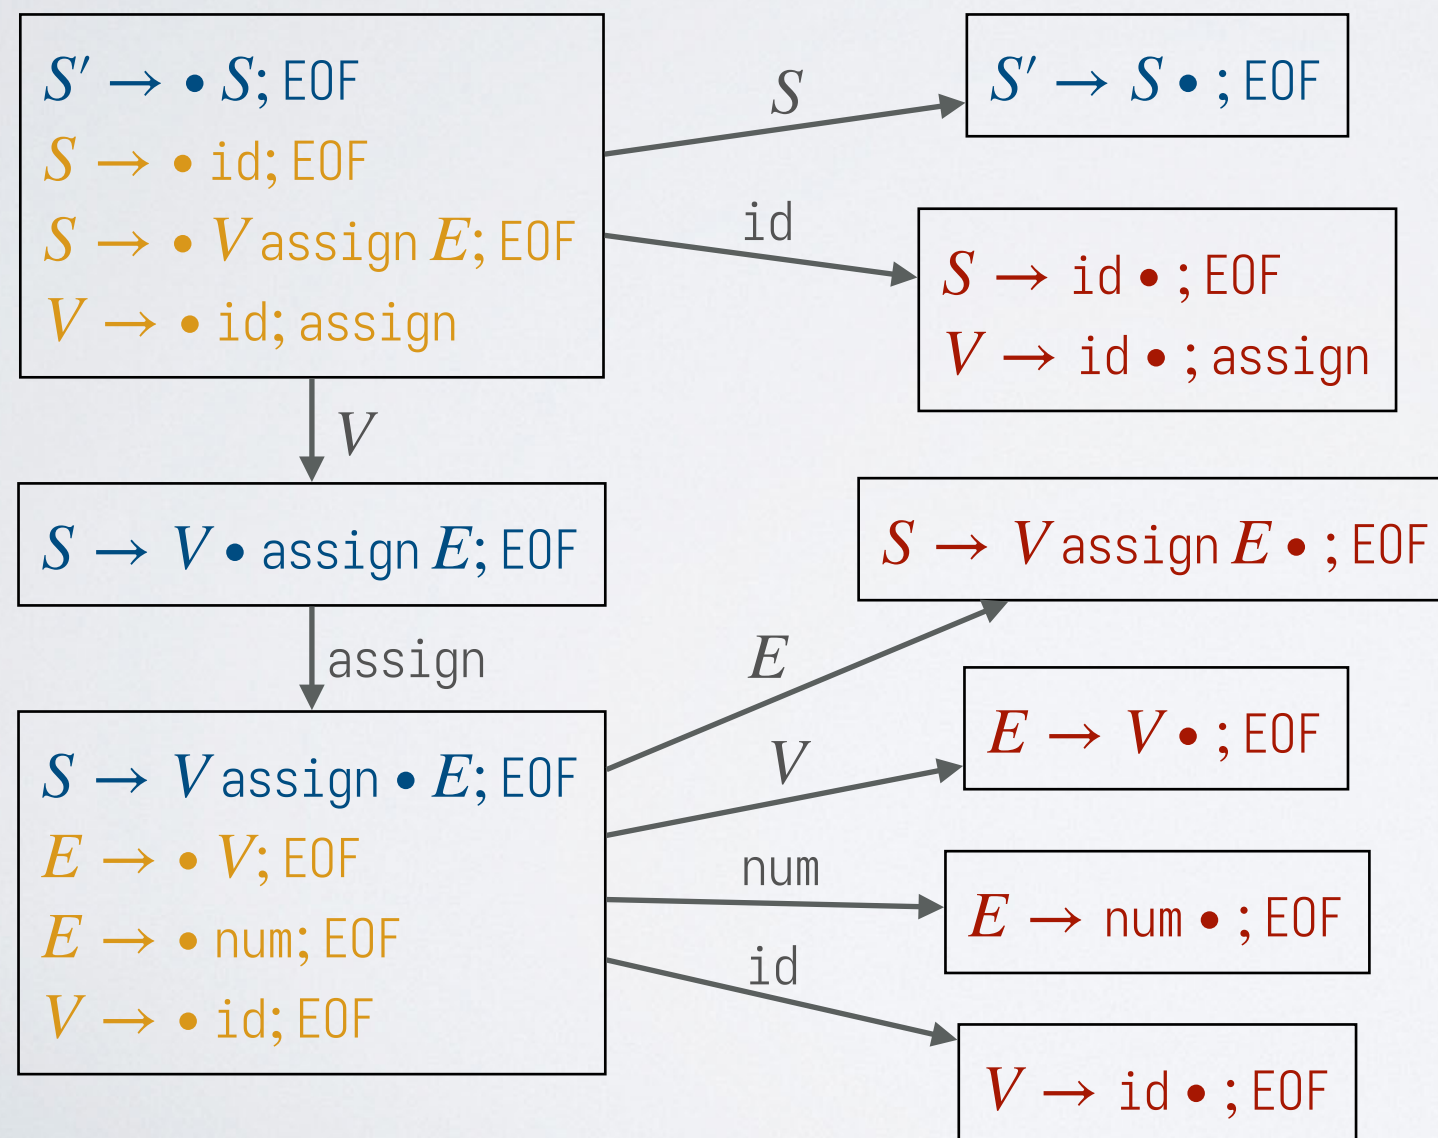 S′ → • S; EOF
S → • id; EOF
S → • V assign E; EOF
V → • id; assign
S
S′ → S • ; EOF
id
S → id • ; EOF
V → id • ; assign
V
S → V • assign E; EOF
assign
S → V assign • E; EOF
E → • V; EOF
E → • num; EOF
V → • id; EOF
E
S → V assign E • ; EOF
V
E → V • ; EOF
num
E → num • ; EOF
id
V → id • ; EOF